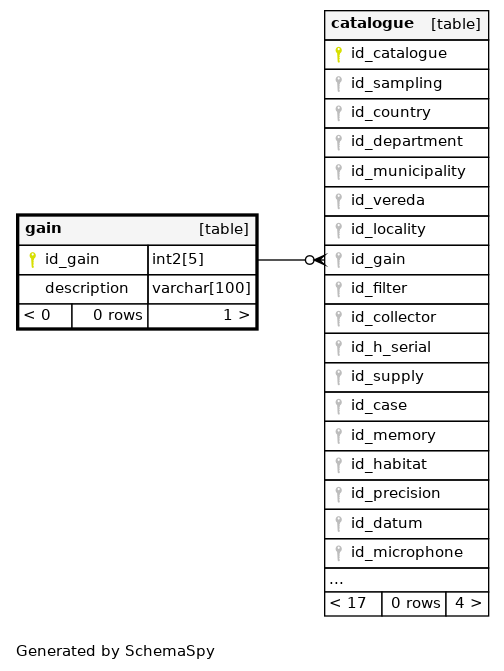 gain [table]
id_gain int2[5]
description varchar[100]
< 0 0 rows 1 >
catalogue [table]
id_catalogue
id_sampling
id_country
id_department
id_municipality
id_vereda
id_locality
id_gain
id_filter
id_collector
id_h_serial
id_supply
id_case
id_memory
id_habitat
id_precision
id_datum
id_microphone
...
< 17 0 rows 4 >
Generated by SchemaSpy